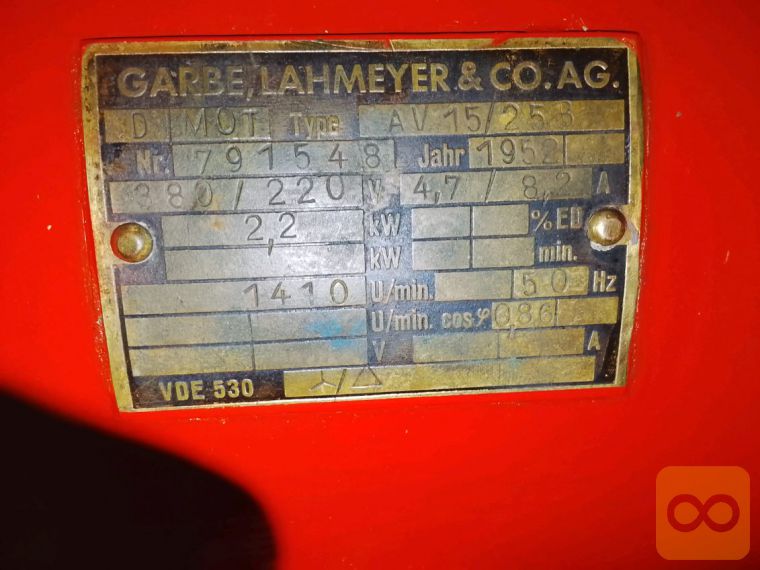 GARBE, LAHMEYER & CO. AG.
D MOT Type AV 15/25B
Nr. 791548 Jahr 1952
380/220 V 4,7 / 8,2 A
2,2 kW % ED
kW min.
1410 U/min. 50 Hz
U/min. cos φ 0,86
V A
VDE 530 Y/Δ